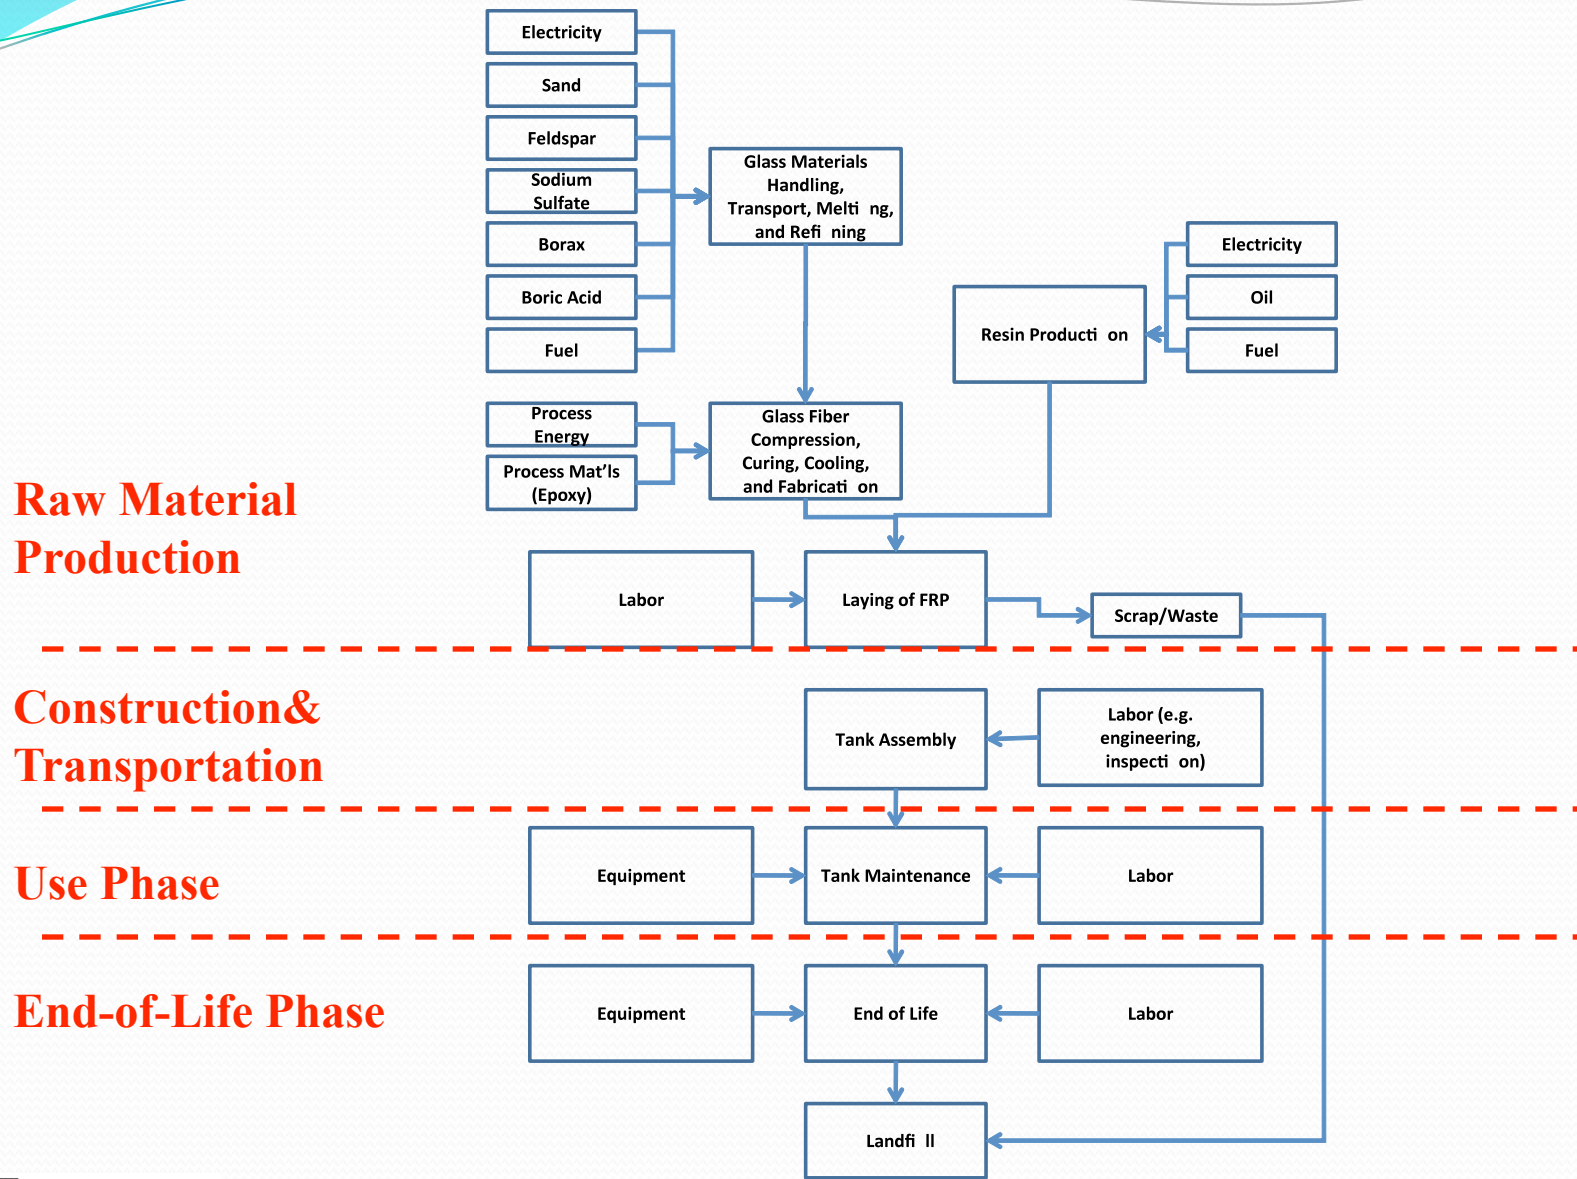 Electricity
Sand
Feldspar
Sodium
Sulfate
Borax
Boric Acid
Fuel
Glass Materials
Handling,
Transport, Melti ng,
and Refi ning
Electricity
Oil
Fuel
Resin Producti on
Process
Energy
Process Mat'ls
(Epoxy)
Glass Fiber
Compression,
Curing, Cooling,
and Fabricati on
Raw Material
Production
Labor
Laying of FRP
Scrap/Waste
Construction&
Transportation
Tank Assembly
Labor (e.g.
engineering,
inspecti on)
Use Phase
Equipment
Tank Maintenance
Labor
End-of-Life Phase
Equipment
End of Life
Labor
Landfi ll